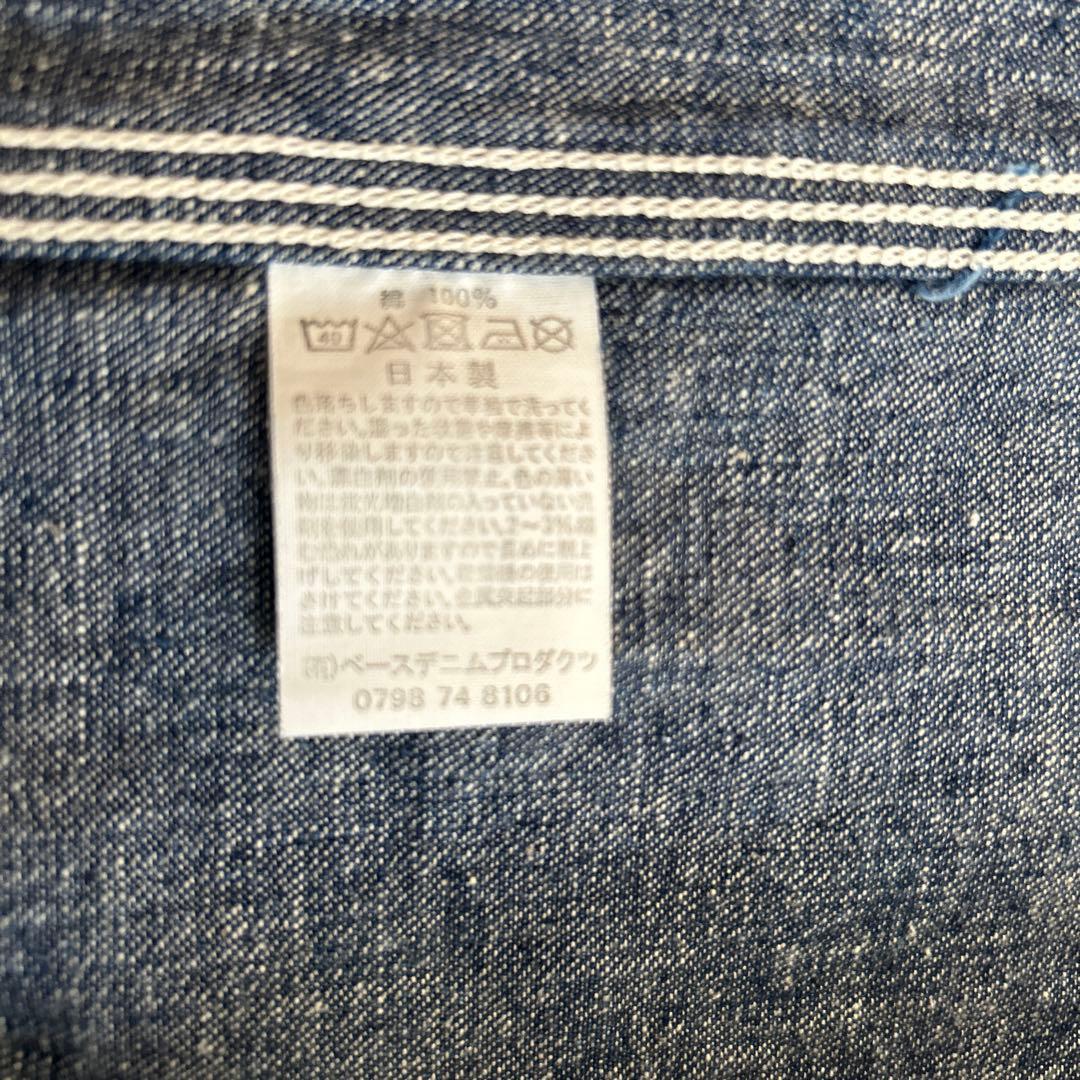 綿 100%
40
日本製
色落ちしますので単独で洗ってく
ださい。湿った状態や摩擦等によ
り移染しますので注意してくださ
い。漂白剤の使用禁止。色の薄い
物は蛍光増白剤の入っていない洗
剤を使用してください。2〜3%縮
む恐れがありますので長めに裾上
げしてください。乾燥機の使用は
さけてください。金属突起部分に
注意してください。
(有)ベースデニムプロダクツ
0798 74 8106